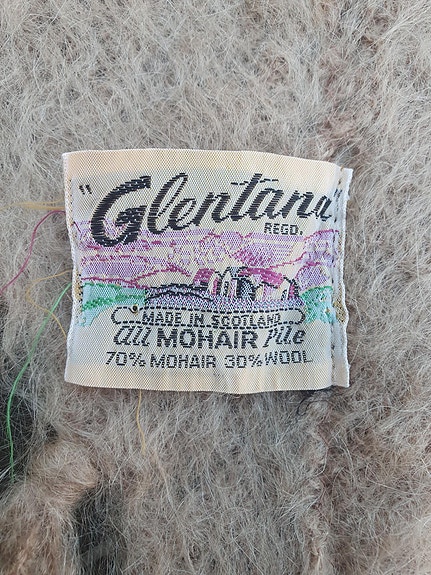 "Glentana"
REGD.
MADE IN SCOTLAND
All MOHAIR Pile
70% MOHAIR 30% WOOL